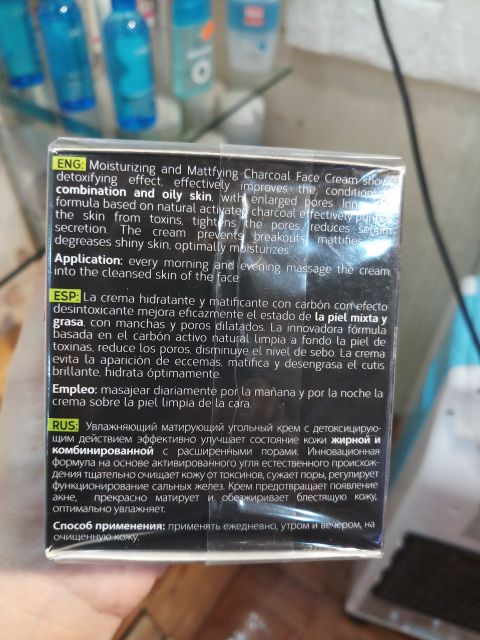 ENG: Moisturizing and Mattfying Charcoal Face Cream
detoxifying effect, effectively improves the condition
combination and oily skin, with enlarged pores.
formula based on natural activated charcoal effectively
the skin from toxins, tightens the pores, reduces sebum
secretion. The cream prevents breakouts, mattifies
degreases shiny skin, optimally moisturizes.
Application: every morning and evening massage the cream
into the cleansed skin of the face.
ESP: La crema hidratante y matificante con carbón con efecto
desintoxicante mejora eficazmente el estado de la piel mixta y
grasa, con manchas y poros dilatados. La innovadora fórmula
basada en el carbón activo natural limpia a fondo la piel de
toxinas, reduce los poros, disminuye el nivel de sebo. La crema
evita la aparición de eccemas, matifica y desengrasa el cutis
brillante, hidrata óptimamente.
Empleo: masajear diariamente por la mañana y por la noche la
crema sobre la piel limpia de la cara.
RUS: Увлажняющий матирующий угольный крем с детоксицирую-
щим действием эффективно улучшает состояние кожи жирной и
комбинированной с расширенными порами. Инновационная
формула на основе активированного угля естественного происхож-
дения тщательно очищает кожу от токсинов, сужает поры, регулирует
функционирование сальных желез. Крем предотвращает появление
акне, прекрасно матирует и обезжиривает блестящую кожу,
оптимально увлажняет.
Способ применения: применять ежедневно, утром и вечером, на
очищенную кожу.